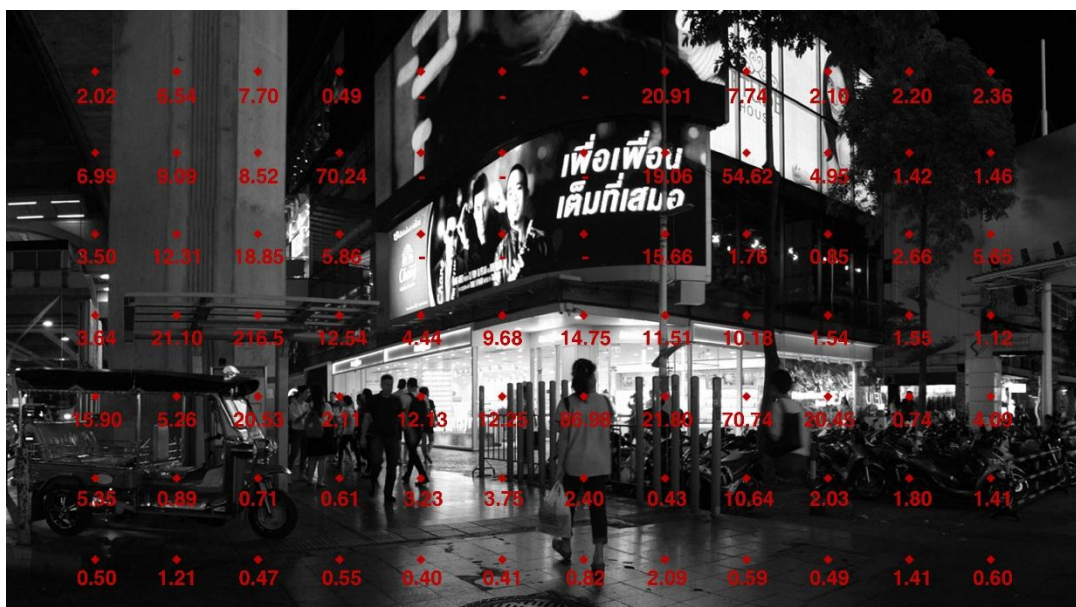 2.02 6.54 7.70 0.49 - - - 20.91 7.74 2.10 2.20 2.36
HOUSE
เพื่อเพื่อน
เต็มที่เสมอ
6.99 9.09 8.52 70.24 - - - 19.06 54.62 4.95 1.42 1.46
3.50 12.31 18.85 5.86 - - - 15.66 1.76 0.85 2.66 5.65
Chang
3.64 21.10 216.5 12.54 4.44 9.68 14.75 11.51 10.18 1.54 1.55 1.12
15.90 5.26 20.53 2.11 12.13 12.25 86.98 21.80 70.74 20.45 0.74 4.09
5.35 0.89 0.71 0.61 3.23 3.75 2.40 0.43 10.64 2.03 1.80 1.41
0.50 1.21 0.47 0.55 0.40 0.41 0.82 2.09 0.59 0.49 1.41 0.60